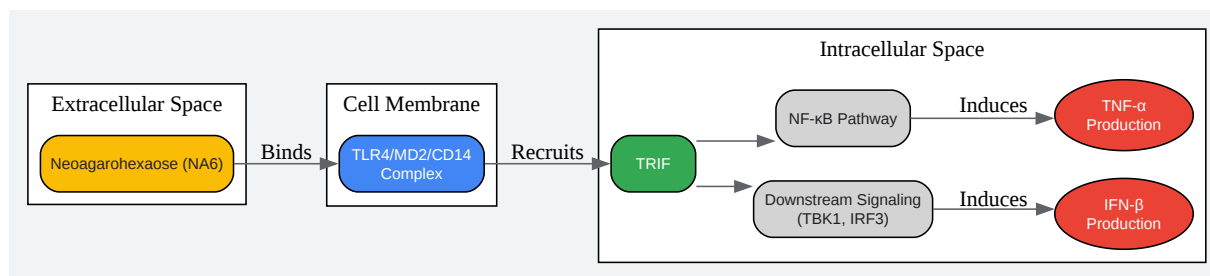 Extracellular Space
Neoagarohexaose (NA6)
Binds
Cell Membrane
TLR4/MD2/CD14
Complex
Recruits
Intracellular Space
TRIF
NF-κB Pathway
Induces
TNF-α
Production
Downstream Signaling
(TBK1, IRF3)
Induces
IFN-β
Production